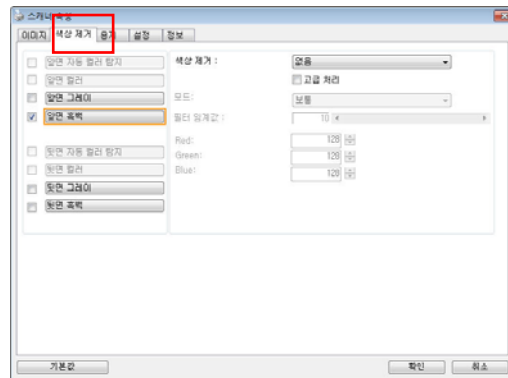 스캐너 속성
이미지 색상 제거 용지 설정 정보
앞면 자동 컬러 탐지
앞면 컬러
앞면 그레이
앞면 흑백
뒷면 자동 컬러 탐지
뒷면 컬러
뒷면 그레이
뒷면 흑백
색상 제거 : 없음
고급 처리
모드: 보통
필터 임계값 : 10
Red: 128
Green: 128
Blue: 128
기본값 확인 취소